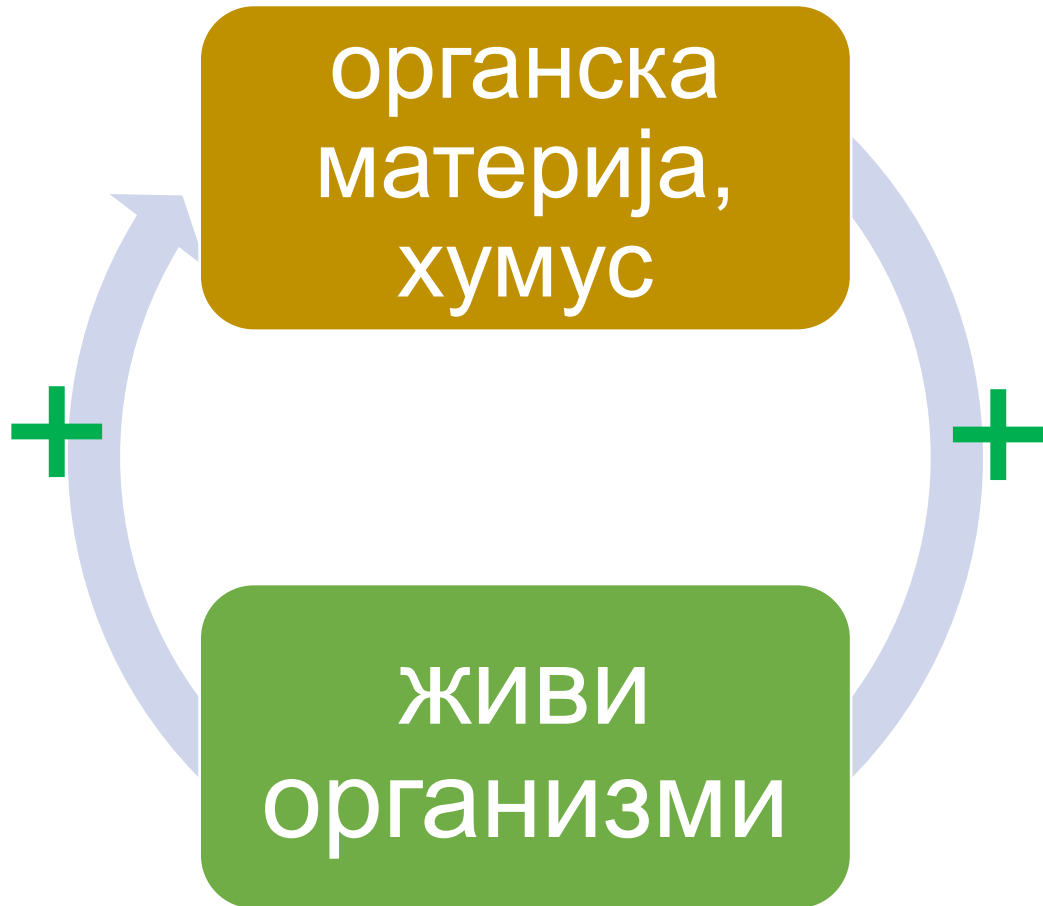 органска
материја,
хумус
+
+
живи
организми